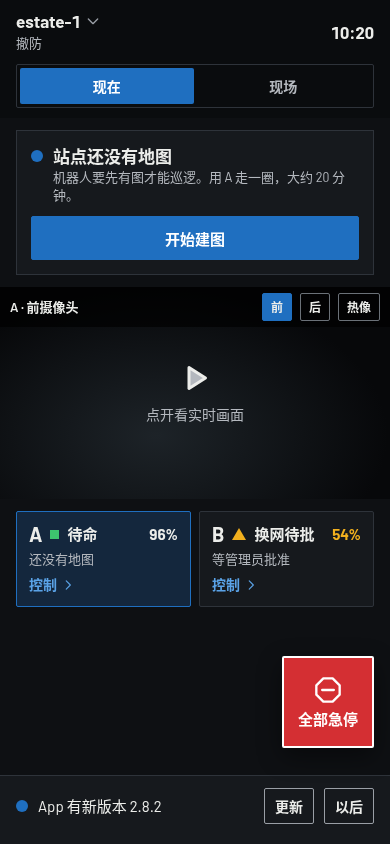 estate-1
撤防
10:20
现在
现场
站点还没有地图
机器人要先有图才能巡逻。用 A 走一圈，大约 20 分
钟。
开始建图
A · 前摄像头
前
后
热像
点开看实时画面
A 待命 96%
还没有地图
控制
B 换网待批 54%
等管理员批准
控制
全部急停
App 有新版本 2.8.2
更新
以后